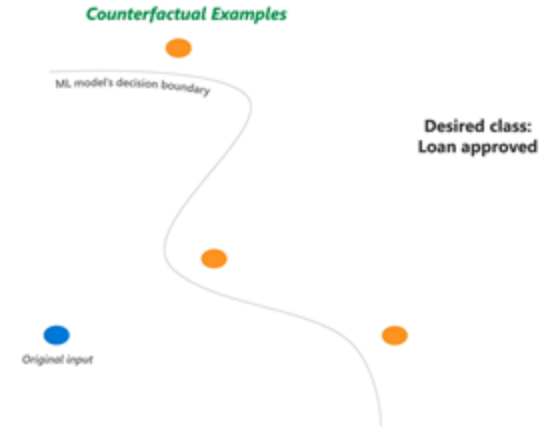 Counterfactual Examples
ML model's decision boundary
Desired class:
Loan approved
Original input